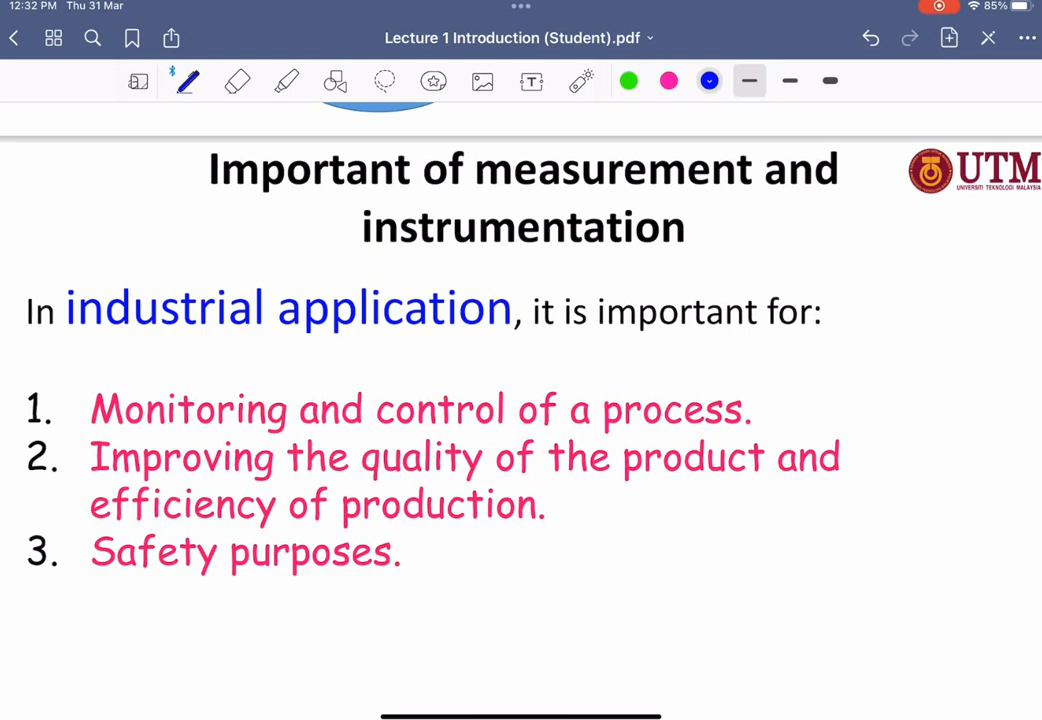 12:32 PM Thu 31 Mar
85%
Lecture 1 Introduction (Student).pdf
T
Important of measurement and
instrumentation
UTM
UNIVERSITI TEKNOLOGI MALAYSIA
In industrial application, it is important for:
1. Monitoring and control of a process.
2. Improving the quality of the product and
efficiency of production.
3. Safety purposes.